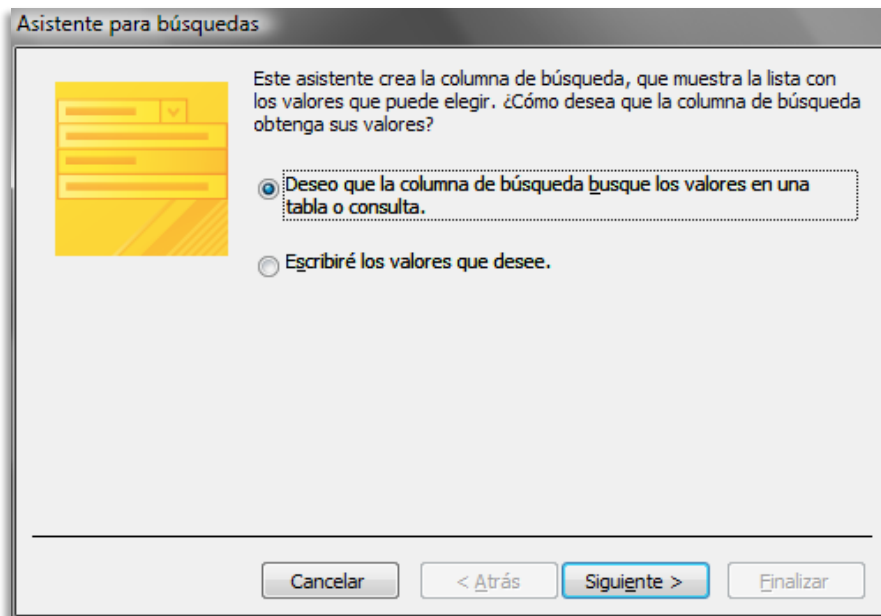 Asistente para búsquedas
Este asistente crea la columna de búsqueda, que muestra la lista con
los valores que puede elegir. ¿Cómo desea que la columna de búsqueda
obtenga sus valores?
Deseo que la columna de búsqueda busque los valores en una
tabla o consulta.
Escribiré los valores que desee.
Cancelar < Atrás Siguiente > Finalizar